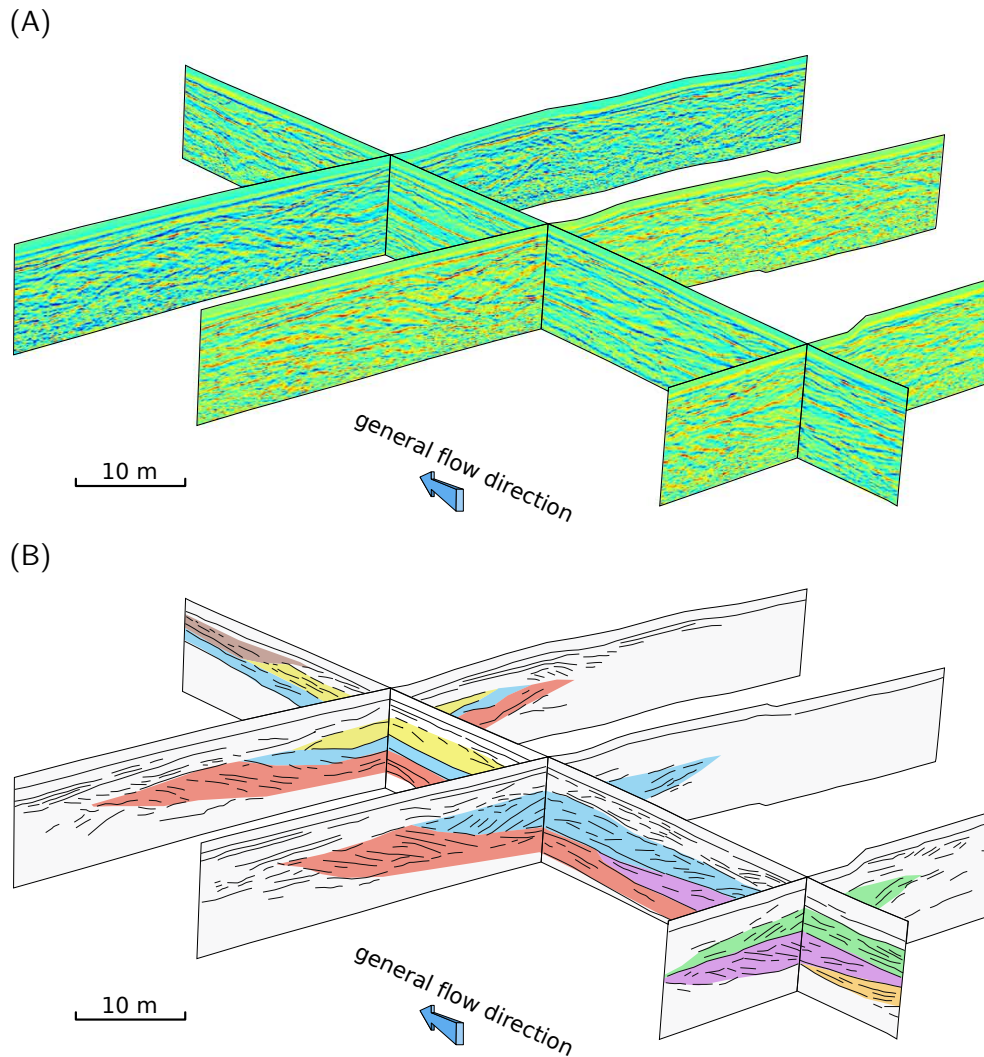 (A)
general flow direction
10 m
(B)
general flow direction
10 m